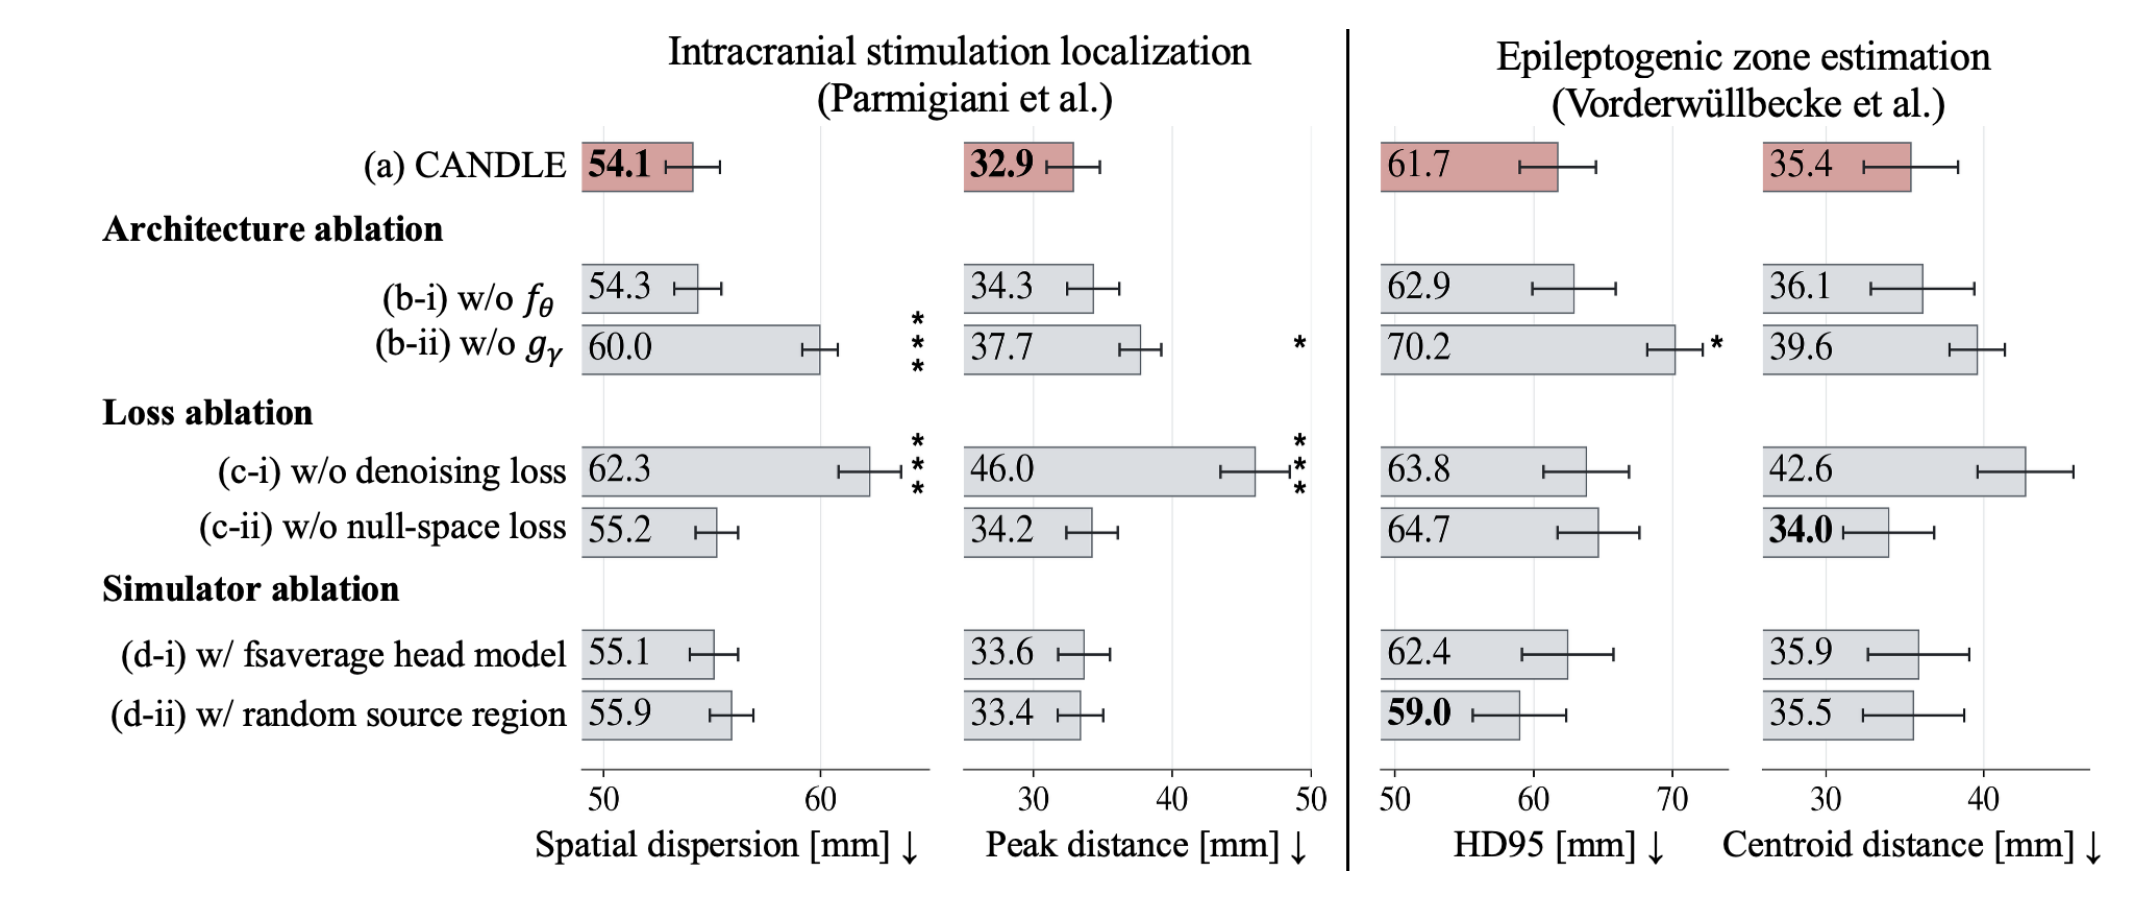 Intracranial stimulation localization
(Parmigiani et al.)
Epileptogenic zone estimation
(Vorderwüllbecke et al.)
(a) CANDLE 54.1 32.9 61.7 35.4
Architecture ablation
(b-i) w/o fθ 54.3 34.3 62.9 36.1
(b-ii) w/o gγ 60.0 *** 37.7 * 70.2 * 39.6
Loss ablation
(c-i) w/o denoising loss 62.3 *** 46.0 *** 63.8 42.6
(c-ii) w/o null-space loss 55.2 34.2 64.7 34.0
Simulator ablation
(d-i) w/ fsaverage head model 55.1 33.6 62.4 35.9
(d-ii) w/ random source region 55.9 33.4 59.0 35.5
50 60 30 40 50 50 60 70 30 40
Spatial dispersion [mm] ↓ Peak distance [mm] ↓ HD95 [mm] ↓ Centroid distance [mm] ↓